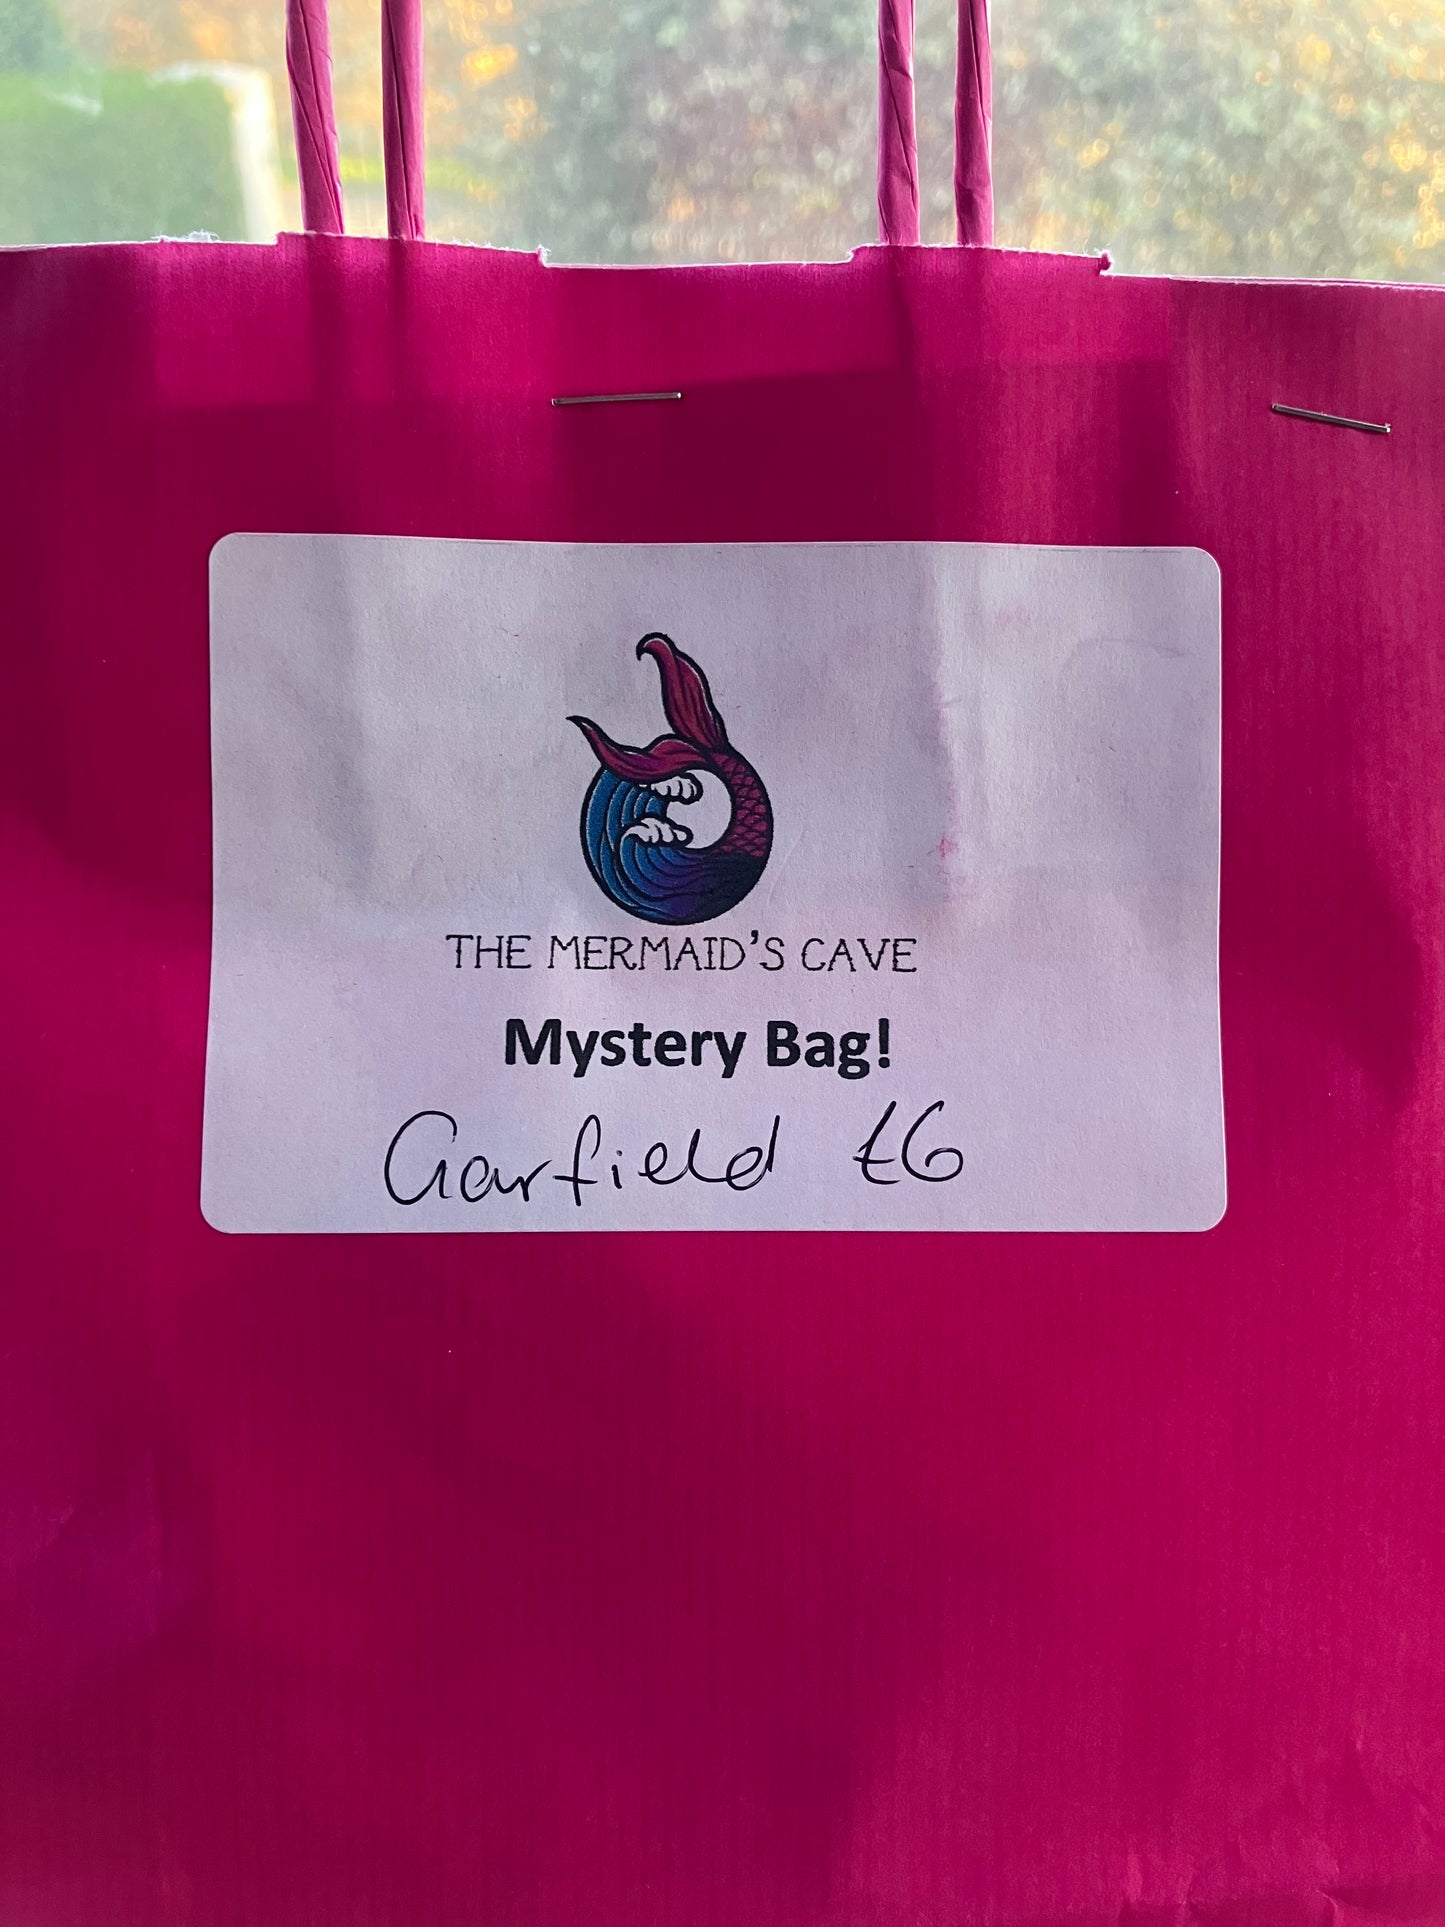 THE MERMAID'S CAVE
Mystery Bag!
Garfield £6